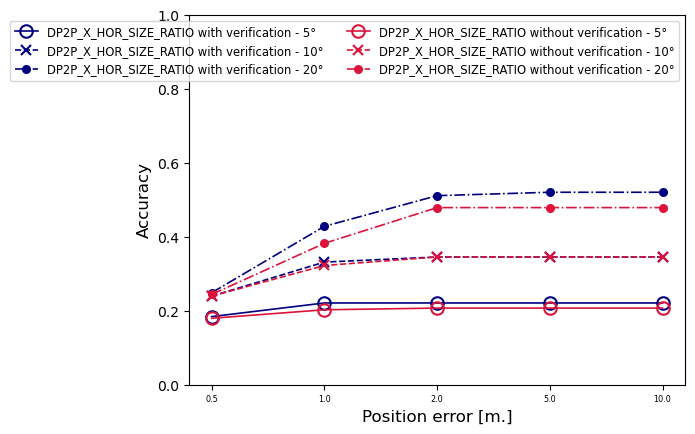 1.0
DP2P_X_HOR_SIZE_RATIO with verification - 5°
DP2P_X_HOR_SIZE_RATIO with verification - 10°
DP2P_X_HOR_SIZE_RATIO with verification - 20°
DP2P_X_HOR_SIZE_RATIO without verification - 5°
DP2P_X_HOR_SIZE_RATIO without verification - 10°
DP2P_X_HOR_SIZE_RATIO without verification - 20°
0.8
0.6
0.4
0.2
0.0
Accuracy
0.5
1.0
2.0
5.0
10.0
Position error [m.]